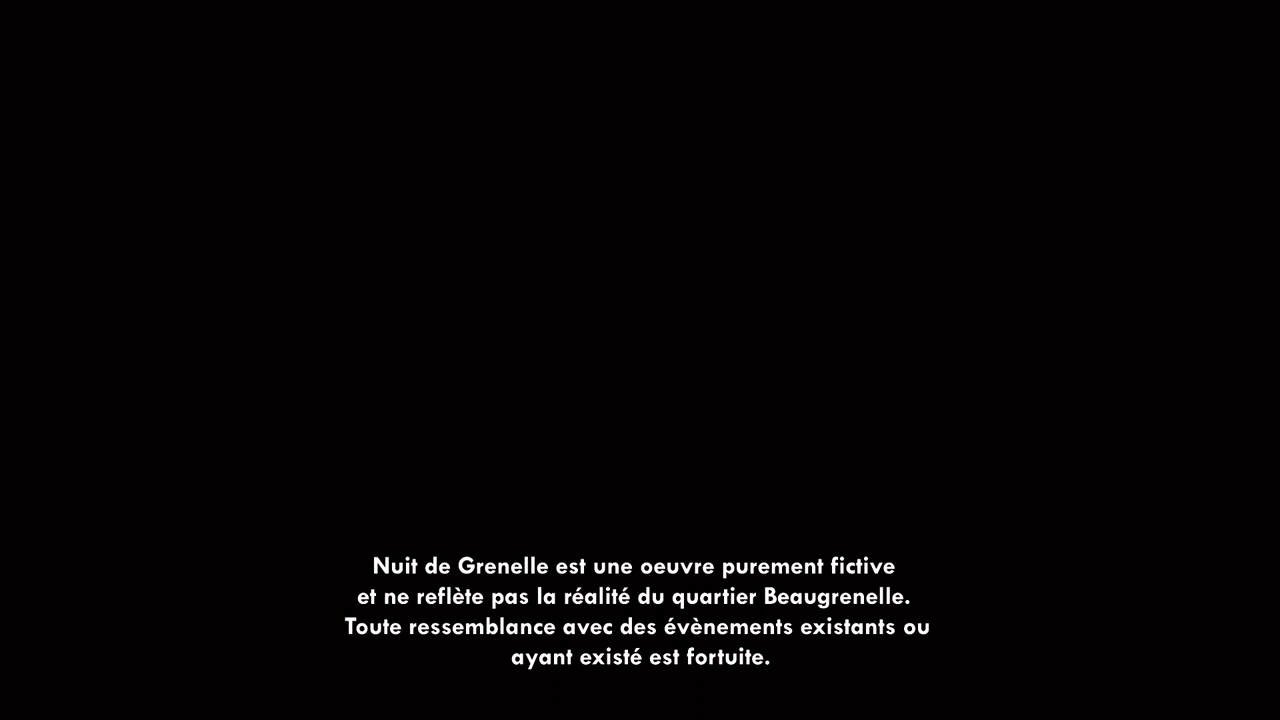 Nuit de Grenelle est une oeuvre purement fictive
et ne reflète pas la réalité du quartier Beaugrenelle.
Toute ressemblance avec des évènements existants ou
ayant existé est fortuite.